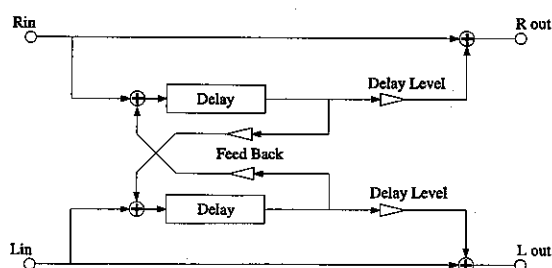 Rin
R out
Delay Level
Delay
Feed Back
Delay Level
Delay
Lin
L out